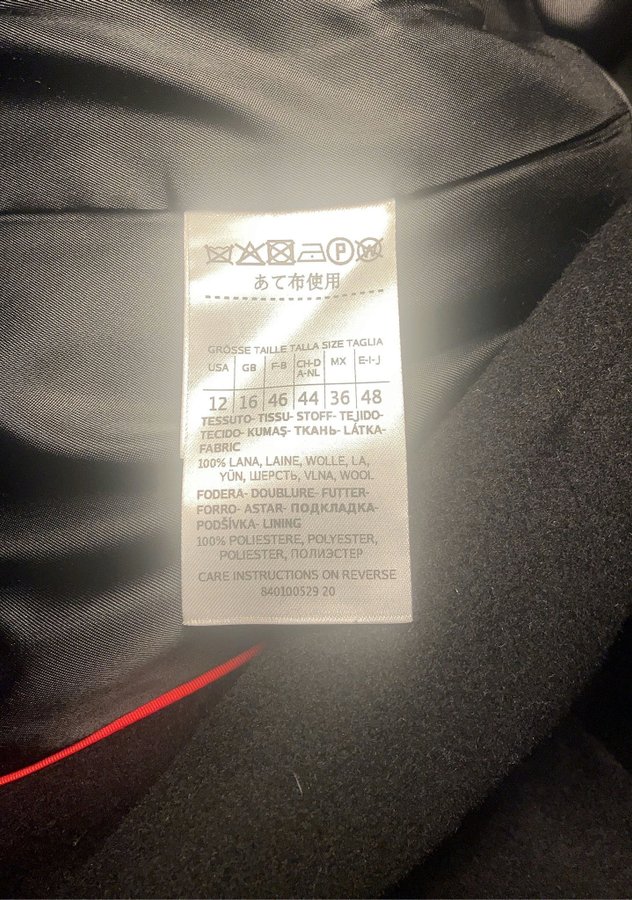 P W
あて布使用
GRÖSSE TAILLE TALLA SIZE TAGLIA
USA GB F-B CH-D A-NL MX E-I-J
12 16 46 44 36 48
TESSUTO- TISSU- STOFF- TEJIDO-
TECIDO- KUMAŞ- ТКАНЬ- LÁTKA-
FABRIC
100% LANA, LAINE, WOLLE, LA,
YÜN, ШЕРСТЬ, VLNA, WOOL
FODERA- DOUBLURE- FUTTER-
FORRO- ASTAR- ПОДКЛАДКА-
PODŠÍVKA- LINING
100% POLIESTERE, POLYESTER,
POLIESTER, ПОЛИЭСТЕР
CARE INSTRUCTIONS ON REVERSE
840100529 20